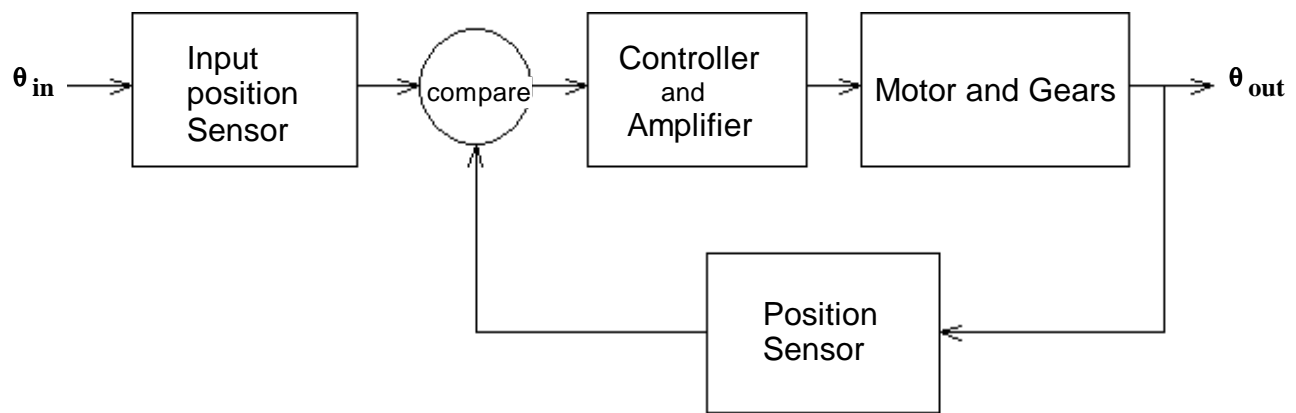 θ in
Input
position
Sensor
compare
Controller
and
Amplifier
Motor and Gears
θ out
Position
Sensor